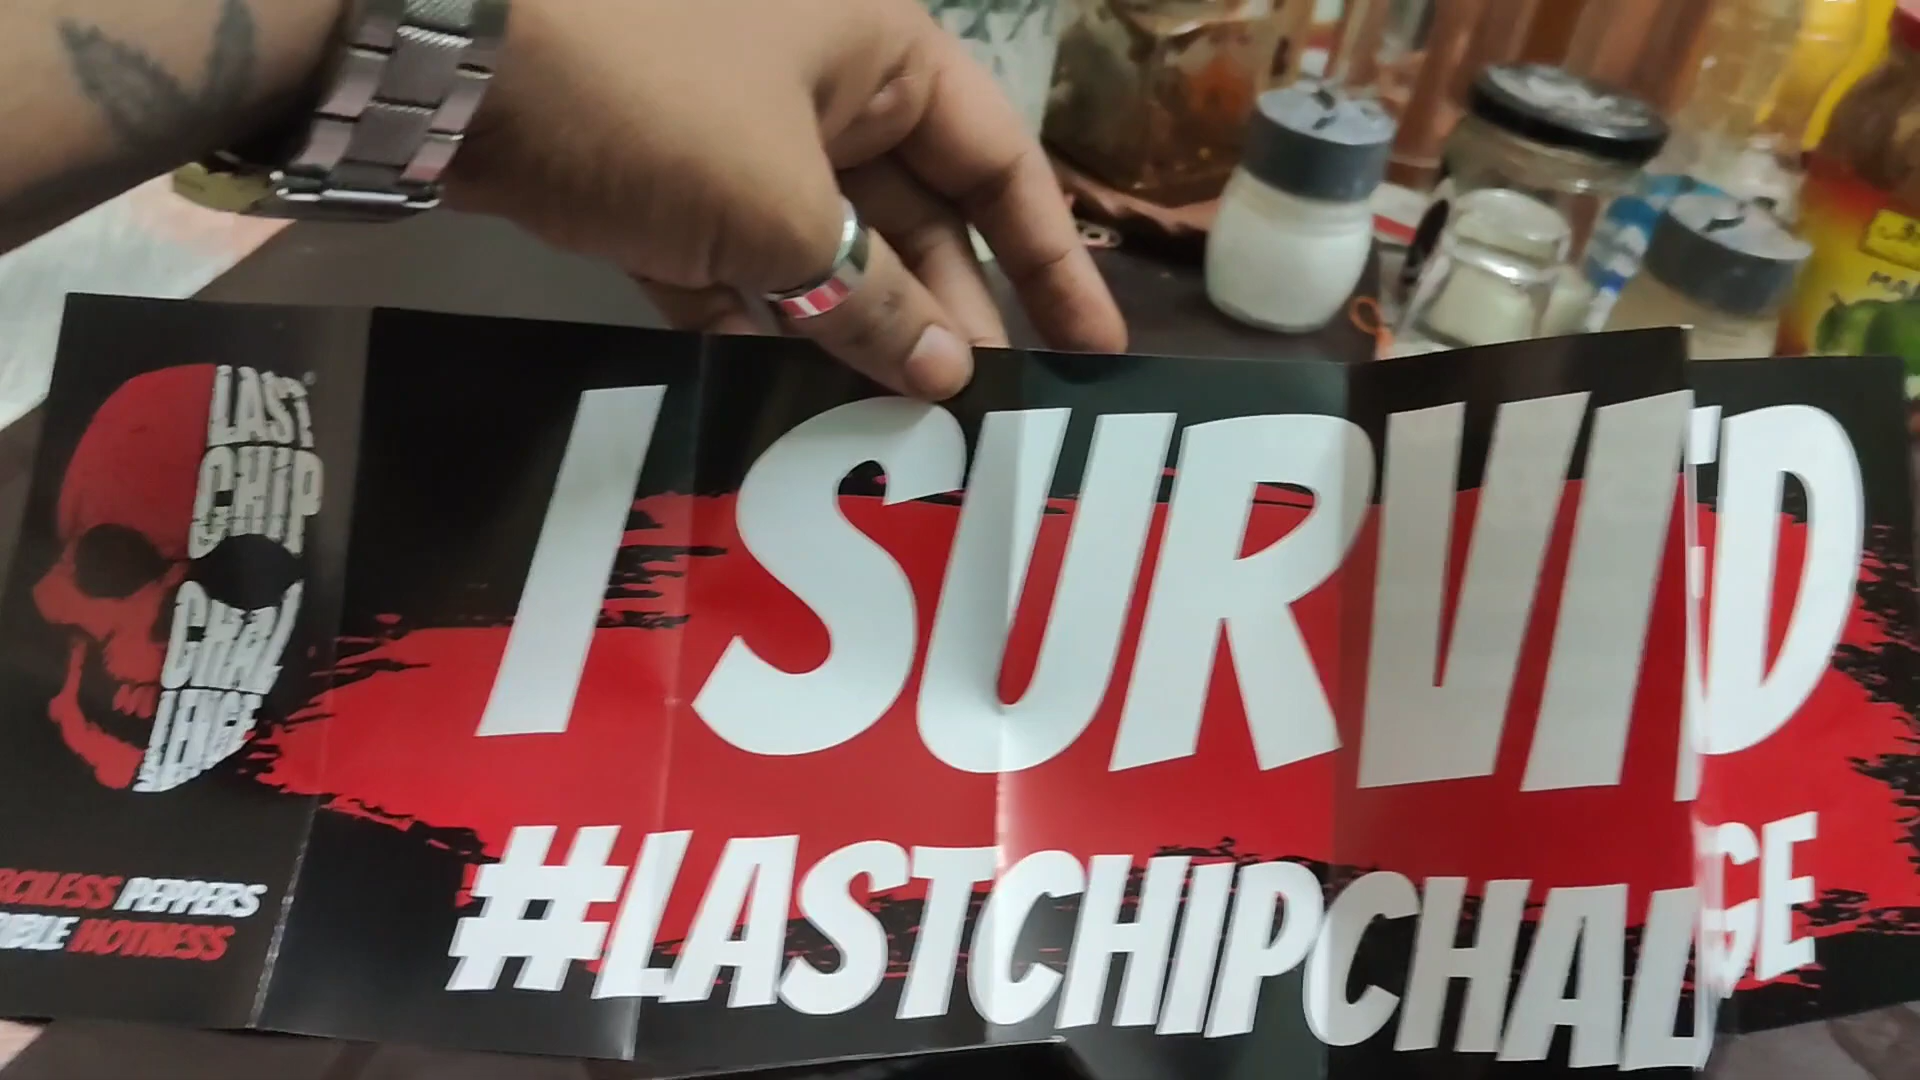 LAST
CHIP
CHAL
LENGE
PEPPERS
HOTNESS
I SURVI D
#LASTCHIPCHAL GE